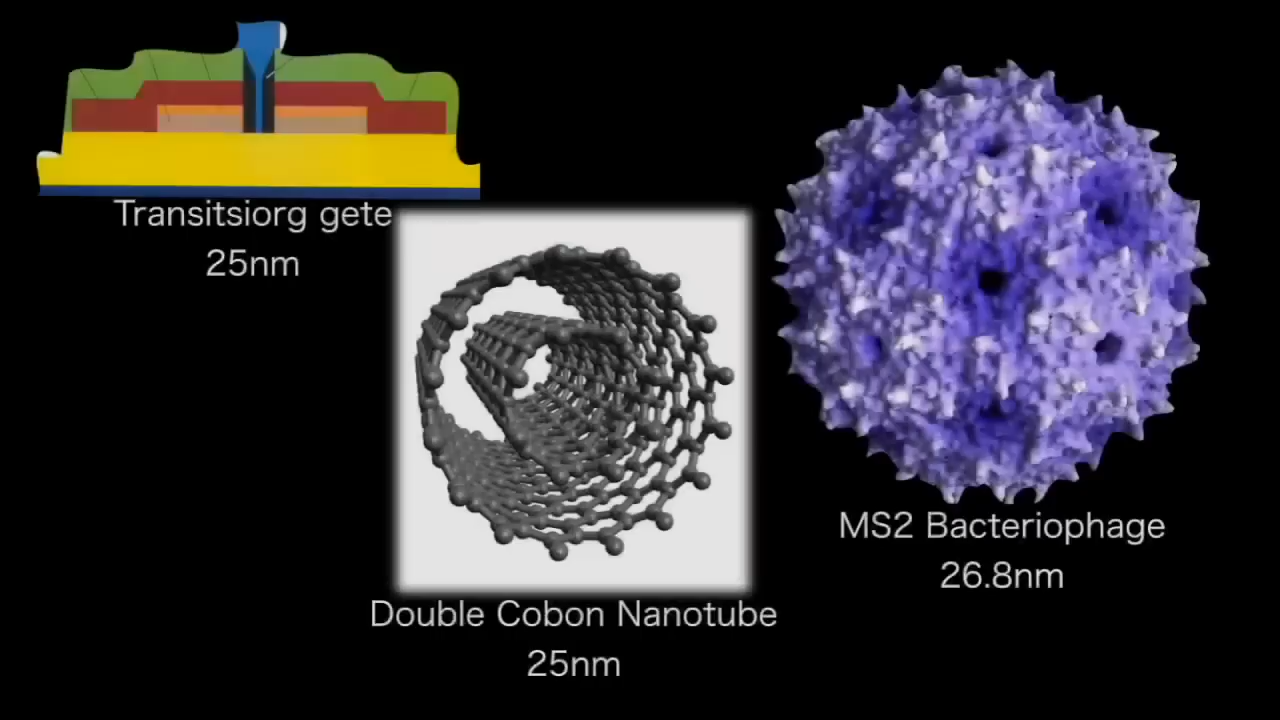 Transitsiorg gete
25nm
Double Cobon Nanotube
25nm
MS2 Bacteriophage
26.8nm